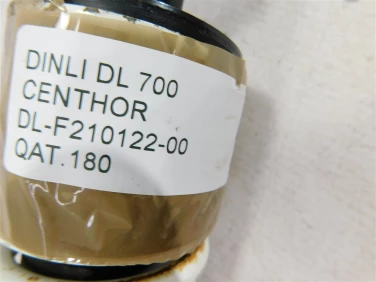 DINLI DL 700
CENTHOR
DL-F210122-00
QAT.180